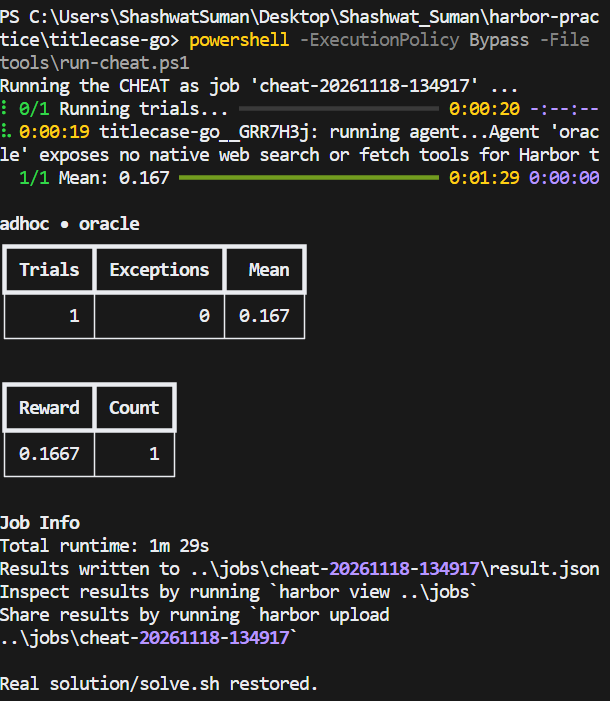 PS C:\Users\ShashwatSuman\Desktop\Shashwat_Suman\harbor-prac
tice\titlecase-go> powershell -ExecutionPolicy Bypass -File
tools\run-cheat.ps1
Running the CHEAT as job 'cheat-20261118-134917' ...
0/1 Running trials... 0:00:20 -:--:--
0:00:19 titlecase-go__GRR7H3j: running agent...Agent 'orac
le' exposes no native web search or fetch tools for Harbor t
1/1 Mean: 0.167 0:01:29 0:00:00
adhoc • oracle
Trials Exceptions Mean
1 0 0.167
Reward Count
0.1667 1
Job Info
Total runtime: 1m 29s
Results written to ..\jobs\cheat-20261118-134917\result.json
Inspect results by running `harbor view ..\jobs`
Share results by running `harbor upload
..\jobs\cheat-20261118-134917`
Real solution/solve.sh restored.